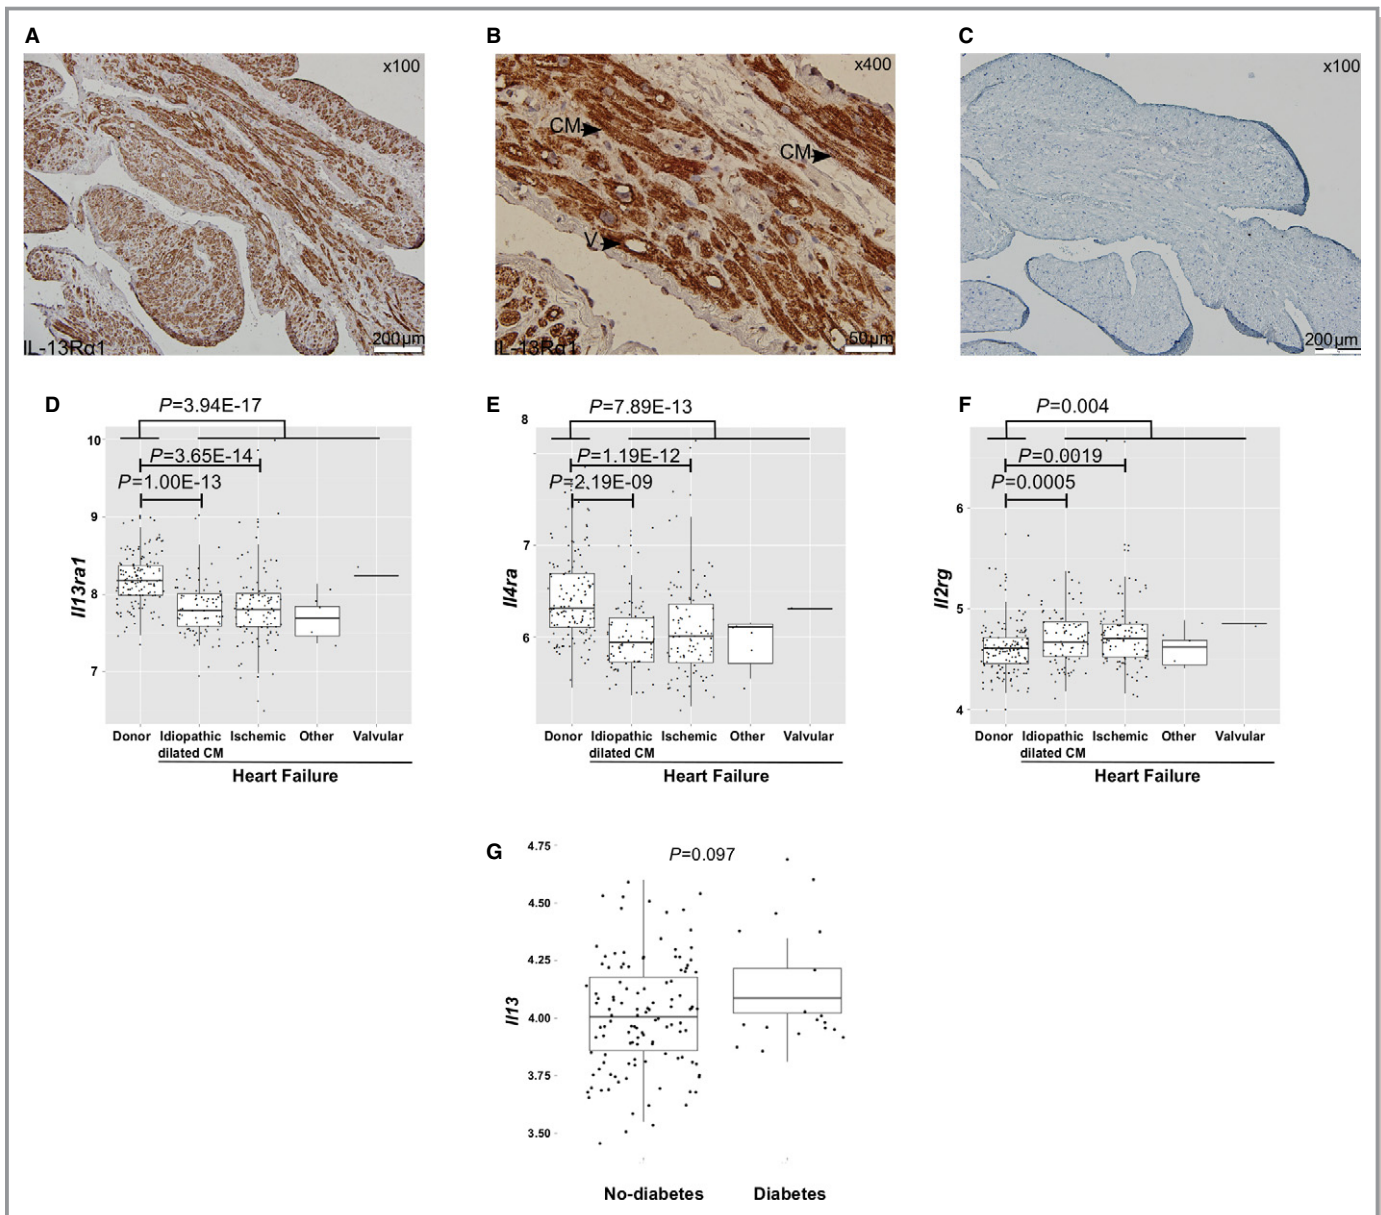 A
B
C
x100
x400
x100
CM
CM
V
IL-13Rα1
200µm
IL-13Rα1
50µm
200µm
D
P=3.94E-17
P=3.65E-14
P=1.00E-13
10
9
8
7
Il13ra1
Donor Idiopathic dilated CM Ischemic Other Valvular
Heart Failure
E
P=7.89E-13
P=1.19E-12
P=2.19E-09
8
7
6
Il4ra
Donor Idiopathic dilated CM Ischemic Other Valvular
Heart Failure
F
P=0.004
P=0.0019
P=0.0005
6
5
4
Il2rg
Donor Idiopathic dilated CM Ischemic Other Valvular
Heart Failure
G
P=0.097
4.75
4.50
4.25
4.00
3.75
3.50
Il13
No-diabetes Diabetes